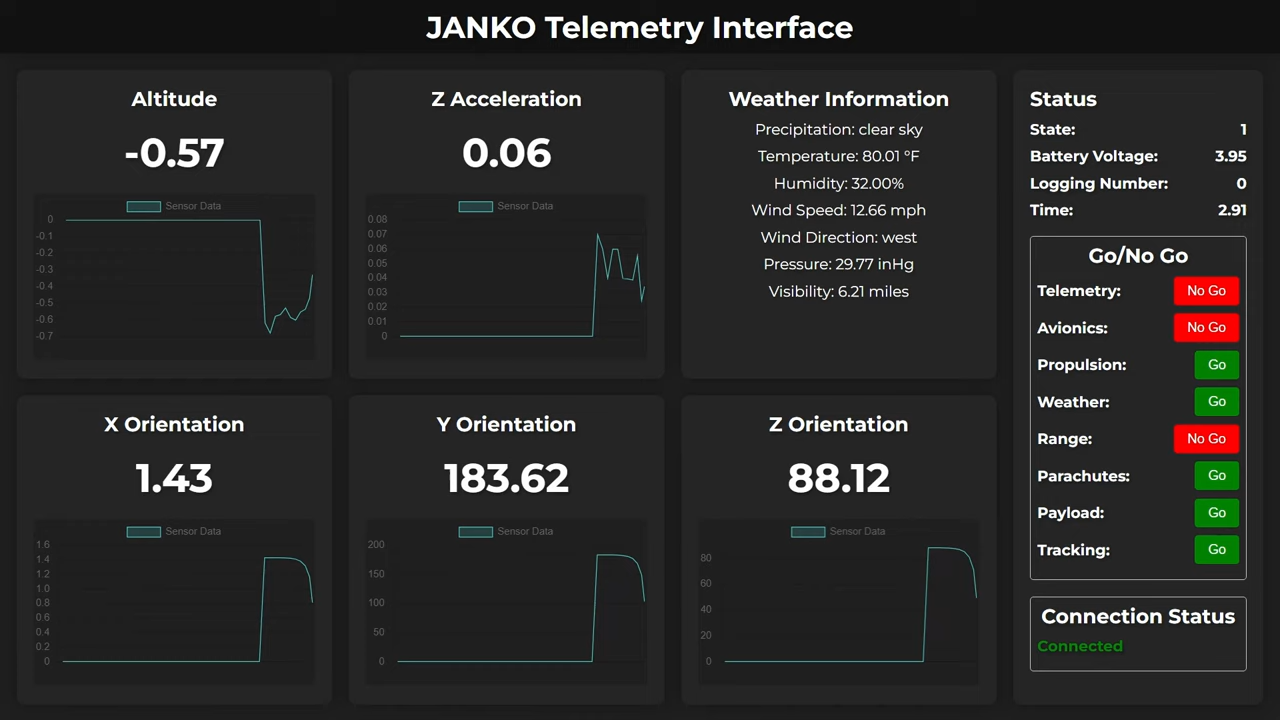 JANKO Telemetry Interface
Altitude
-0.57
Sensor Data
0
-0.1
-0.2
-0.3
-0.4
-0.5
-0.6
-0.7
Z Acceleration
0.06
Sensor Data
0.08
0.07
0.06
0.05
0.04
0.03
0.02
0.01
0
Weather Information
Precipitation: clear sky
Temperature: 80.01 °F
Humidity: 32.00%
Wind Speed: 12.66 mph
Wind Direction: west
Pressure: 29.77 inHg
Visibility: 6.21 miles
X Orientation
1.43
Sensor Data
1.6
1.4
1.2
1.0
0.8
0.6
0.4
0.2
0
Y Orientation
183.62
Sensor Data
200
150
100
50
0
Z Orientation
88.12
Sensor Data
80
60
40
20
0
Status
State: 1
Battery Voltage: 3.95
Logging Number: 0
Time: 2.91
Go/No Go
Telemetry: No Go
Avionics: No Go
Propulsion: Go
Weather: Go
Range: No Go
Parachutes: Go
Payload: Go
Tracking: Go
Connection Status
Connected